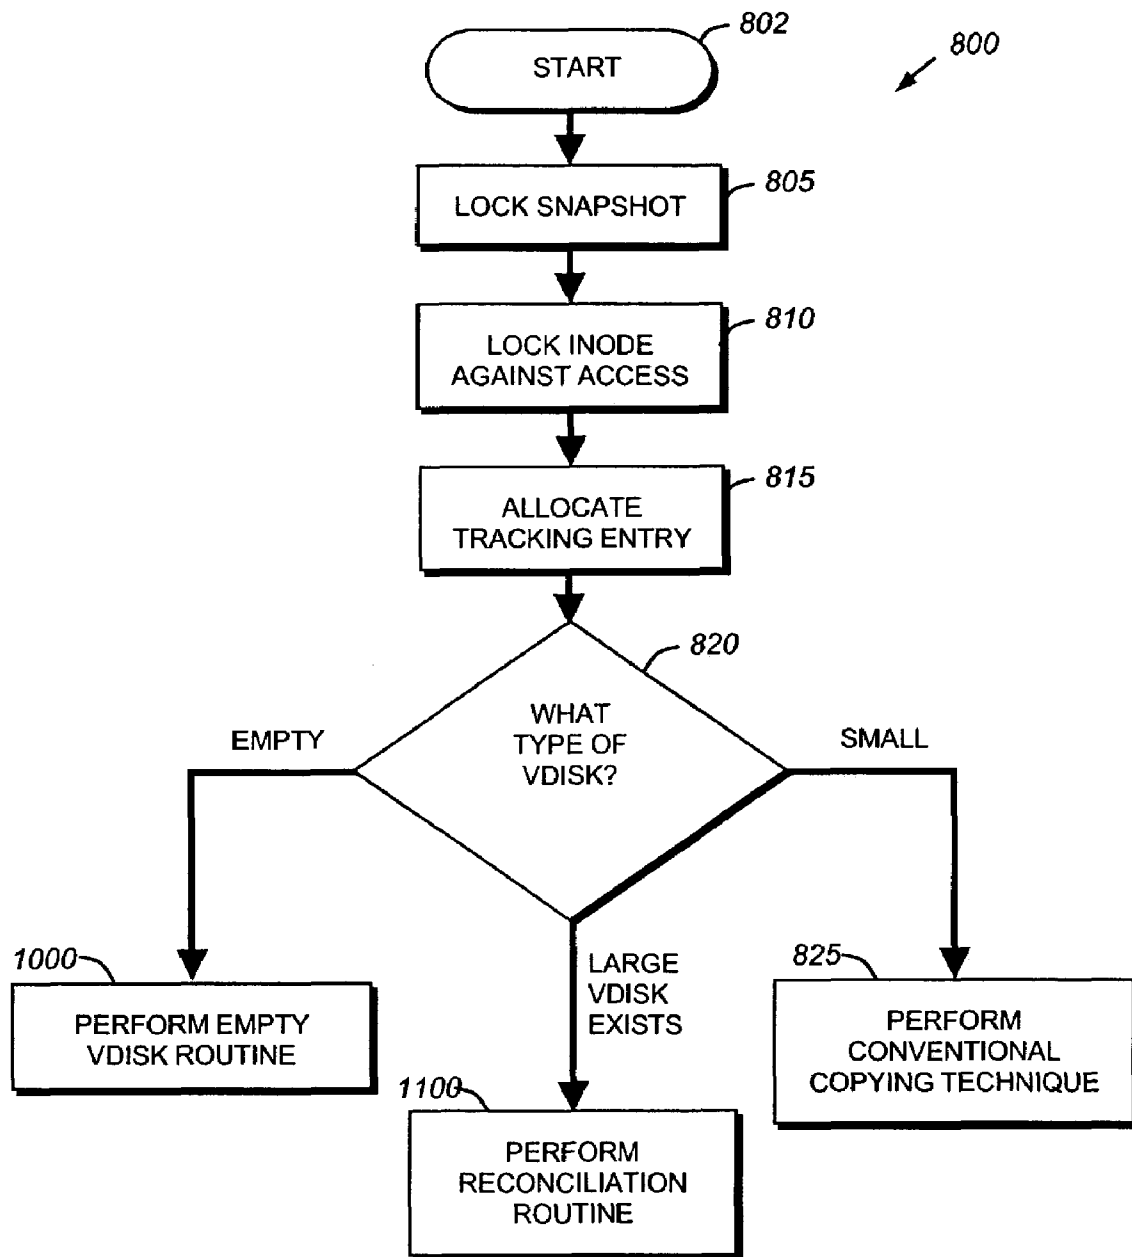 802
START
800
805
LOCK SNAPSHOT
810
LOCK INODE
AGAINST ACCESS
815
ALLOCATE
TRACKING ENTRY
820
WHAT
TYPE OF
VDISK?
EMPTY
SMALL
1000
PERFORM EMPTY
VDISK ROUTINE
LARGE
VDISK
EXISTS
825
PERFORM
CONVENTIONAL
COPYING TECHNIQUE
1100
PERFORM
RECONCILIATION
ROUTINE